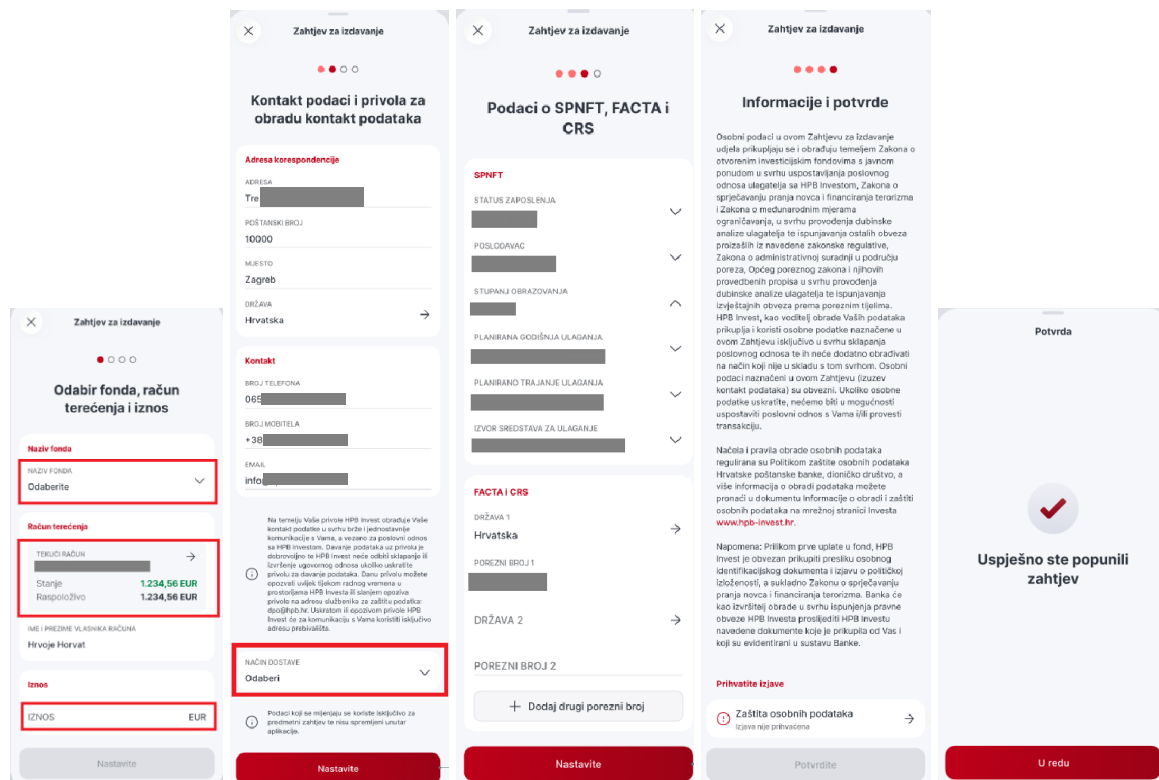 Zahtjev za izdavanje
Odabir fonda, račun
terećenja i iznos
Naziv fonda
NAZIV FONDA
Odaberite
Račun terećenja
TEKUĆI RAČUN
Stanje 1.234,56 EUR
Raspoloživo 1.234,56 EUR
IME I PREZIME VLASNIKA RAČUNA
Hrvoje Horvat
Iznos
IZNOS EUR
Nastavite
Zahtjev za izdavanje
Kontakt podaci i privola za
obradu kontakt podataka
Adresa korespondencije
ADRESA
Tre
POŠTANSKI BROJ
10000
MJESTO
Zagreb
DRŽAVA
Hrvatska
Kontakt
BROJ TELEFONA
065
BROJ MOBITELA
+38
EMAIL
info
Na temelju Vaše privole HPB Invest obrađuje Vaše
kontakt podatke u svrhu brže i jednostavnije
komunikacije s Vama, a vezano za poslovni odnos
sa HPB Investom. Davanje podataka uz privolu je
dobrovoljno te HPB Invest neće odbiti sklapanje ili
izvršenje ugovornog odnosa ukoliko uskratite
privolu za davanje podataka. Danu privolu možete
opozvati uvijek tijekom radnog vremena u
prostorijama HPB Investa ili slanjem opoziva
privole na adresu službenika za zaštitu podataka:
dpo@hpb.hr. Uskratom ili opozivom privole HPB
Invest će za komunikaciju s Vama koristiti isključivo
adresu prebivališta.
NAČIN DOSTAVE
Odaberi
Podaci koji se mijenjaju se koriste isključivo za
predmetni zahtjev te nisu spremljeni unutar
aplikacije.
Nastavite
Zahtjev za izdavanje
Podaci o SPNFT, FACTA i
CRS
SPNFT
STATUS ZAPOSLENJA
POSLODAVAC
STUPANJ OBRAZOVANJA
PLANIRANA GODIŠNJA ULAGANJA
PLANIRANO TRAJANJE ULAGANJA
IZVOR SREDSTAVA ZA ULAGANJE
FACTA i CRS
DRŽAVA 1
Hrvatska
POREZNI BROJ 1
DRŽAVA 2
POREZNI BROJ 2
+ Dodaj drugi porezni broj
Nastavite
Zahtjev za izdavanje
Informacije i potvrde
Osobni podaci u ovom Zahtjevu za izdavanje
udjela prikupljaju se i obrađuju temeljem Zakona o
otvorenim investicijskim fondovima s javnom
ponudom u svrhu uspostavljanja poslovnog
odnosa ulagatelja sa HPB Investom, Zakona o
sprječavanju pranja novca i financiranja terorizma
i Zakona o međunarodnim mjerama
ograničavanja, u svrhu provođenja dubinske
analize ulagatelja te ispunjavanja ostalih obveza
proizašlih iz navedene zakonske regulative,
Zakona o administrativnoj suradnji u području
poreza, Općeg poreznog zakona i njihovih
provedbenih propisa u svrhu provođenja
dubinske analize ulagatelja te ispunjavanja
izvještajnih obveza prema poreznim tijelima.
HPB Invest, kao voditelj obrade Vaših podataka
prikuplja i koristi osobne podatke naznačene u
ovom Zahtjevu isključivo u svrhu sklapanja
poslovnog odnosa te ih neće dodatno obrađivati
na način koji nije u skladu s tom svrhom. Osobni
podaci naznačeni u ovom Zahtjevu (izuzev
kontakt podataka) su obvezni. Ukoliko osobne
podatke uskratite, nećemo biti u mogućnosti
uspostaviti poslovni odnos s Vama i/ili provesti
transakciju.
Načela i pravila obrade osobnih podataka
regulirana su Politikom zaštite osobnih podataka
Hrvatske poštanske banke, dioničko društvo, a
više informacija o obradi podataka možete
pronaći u dokumentu Informacije o obradi i zaštiti
osobnih podataka na mrežnoj stranici Investa
www.hpb-invest.hr.
Napomena: Prilikom prve uplate u fond, HPB
Invest je obvezan prikupiti presliku osobnog
identifikacijskog dokumenta i izjavu o političkoj
izloženosti, a sukladno Zakonu o sprječavanju
pranja novca i financiranja terorizma. Banka će
kao izvršitelj obrade u svrhu ispunjenja pravne
obveze HPB Investa proslijediti HPB Investu
navedene dokumente koje je prikupila od Vas i
koji su evidentirani u sustavu Banke.
Prihvatite izjave
Zaštita osobnih podataka
Izjava nije prihvaćena
Potvrdite
Potvrda
Uspješno ste popunili
zahtjev
U redu